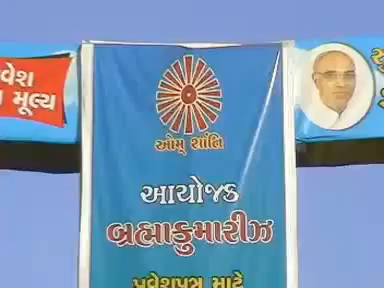 વેશ
મૂલ્ય
ઓમ્ શાંતિ
આયોજક
બ્રહ્માકુમારીઝ
પ્રવેશપત્ર માટે